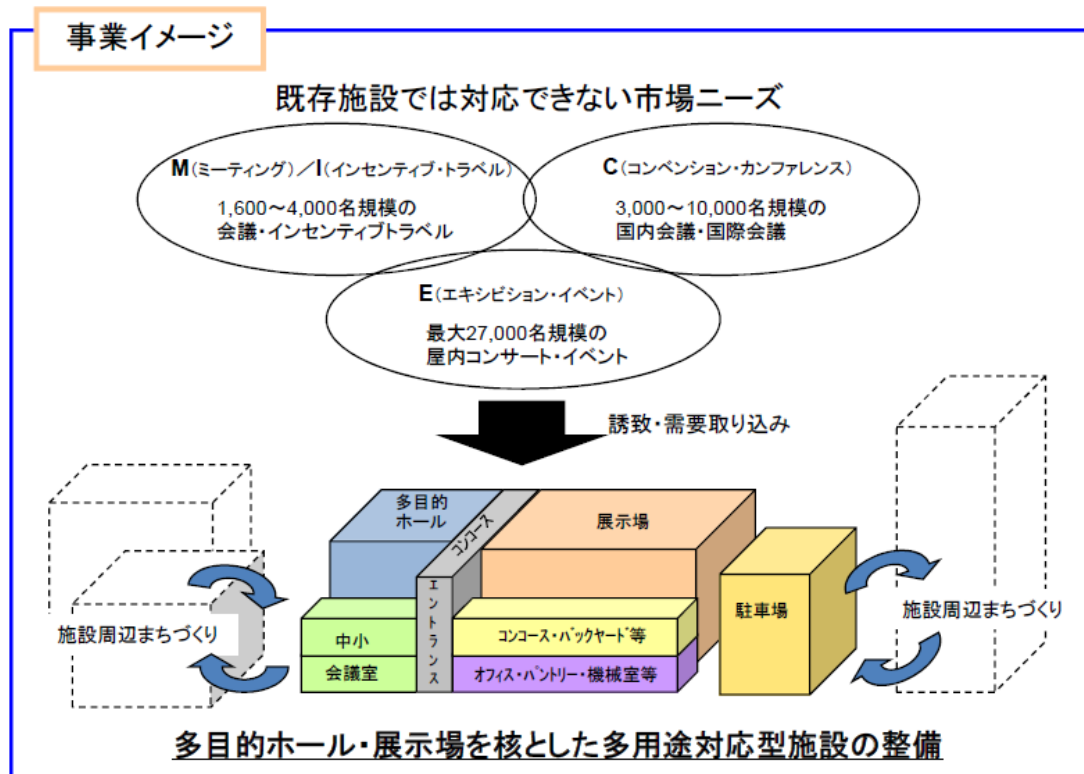 事業イメージ
既存施設では対応できない市場ニーズ
M(ミーティング)/I(インセンティブ・トラベル)
1,600~4,000名規模の
会議・インセンティブトラベル
C(コンベンション・カンファレンス)
3,000~10,000名規模の
国内会議・国際会議
E(エキシビション・イベント)
最大27,000名規模の
屋内コンサート・イベント
誘致・需要取り込み
多目的
ホール
コンコース
展示場
エントランス
中小
会議室
コンコース・バックヤード等
オフィス・パントリー・機械室等
駐車場
施設周辺まちづくり
施設周辺まちづくり
多目的ホール・展示場を核とした多用途対応型施設の整備